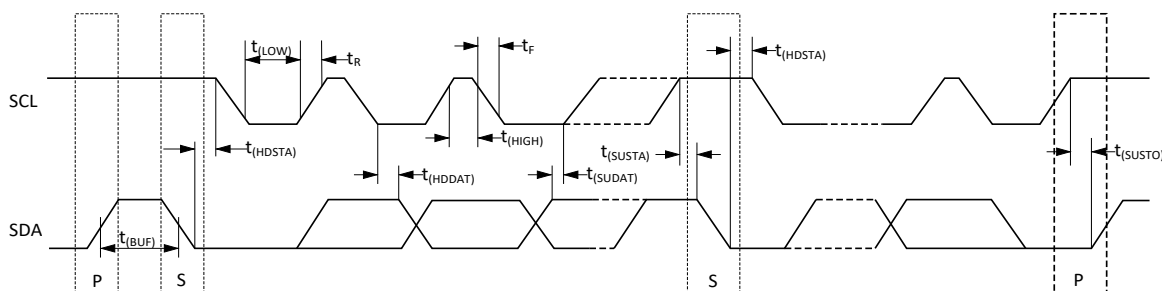 t(LOW)
tR
tF
t(HDSTA)
SCL
t(HDSTA)
t(HIGH)
t(SUSTA)
t(SUSTO)
t(HDDAT)
t(SUDAT)
SDA
t(BUF)
P
S
S
P